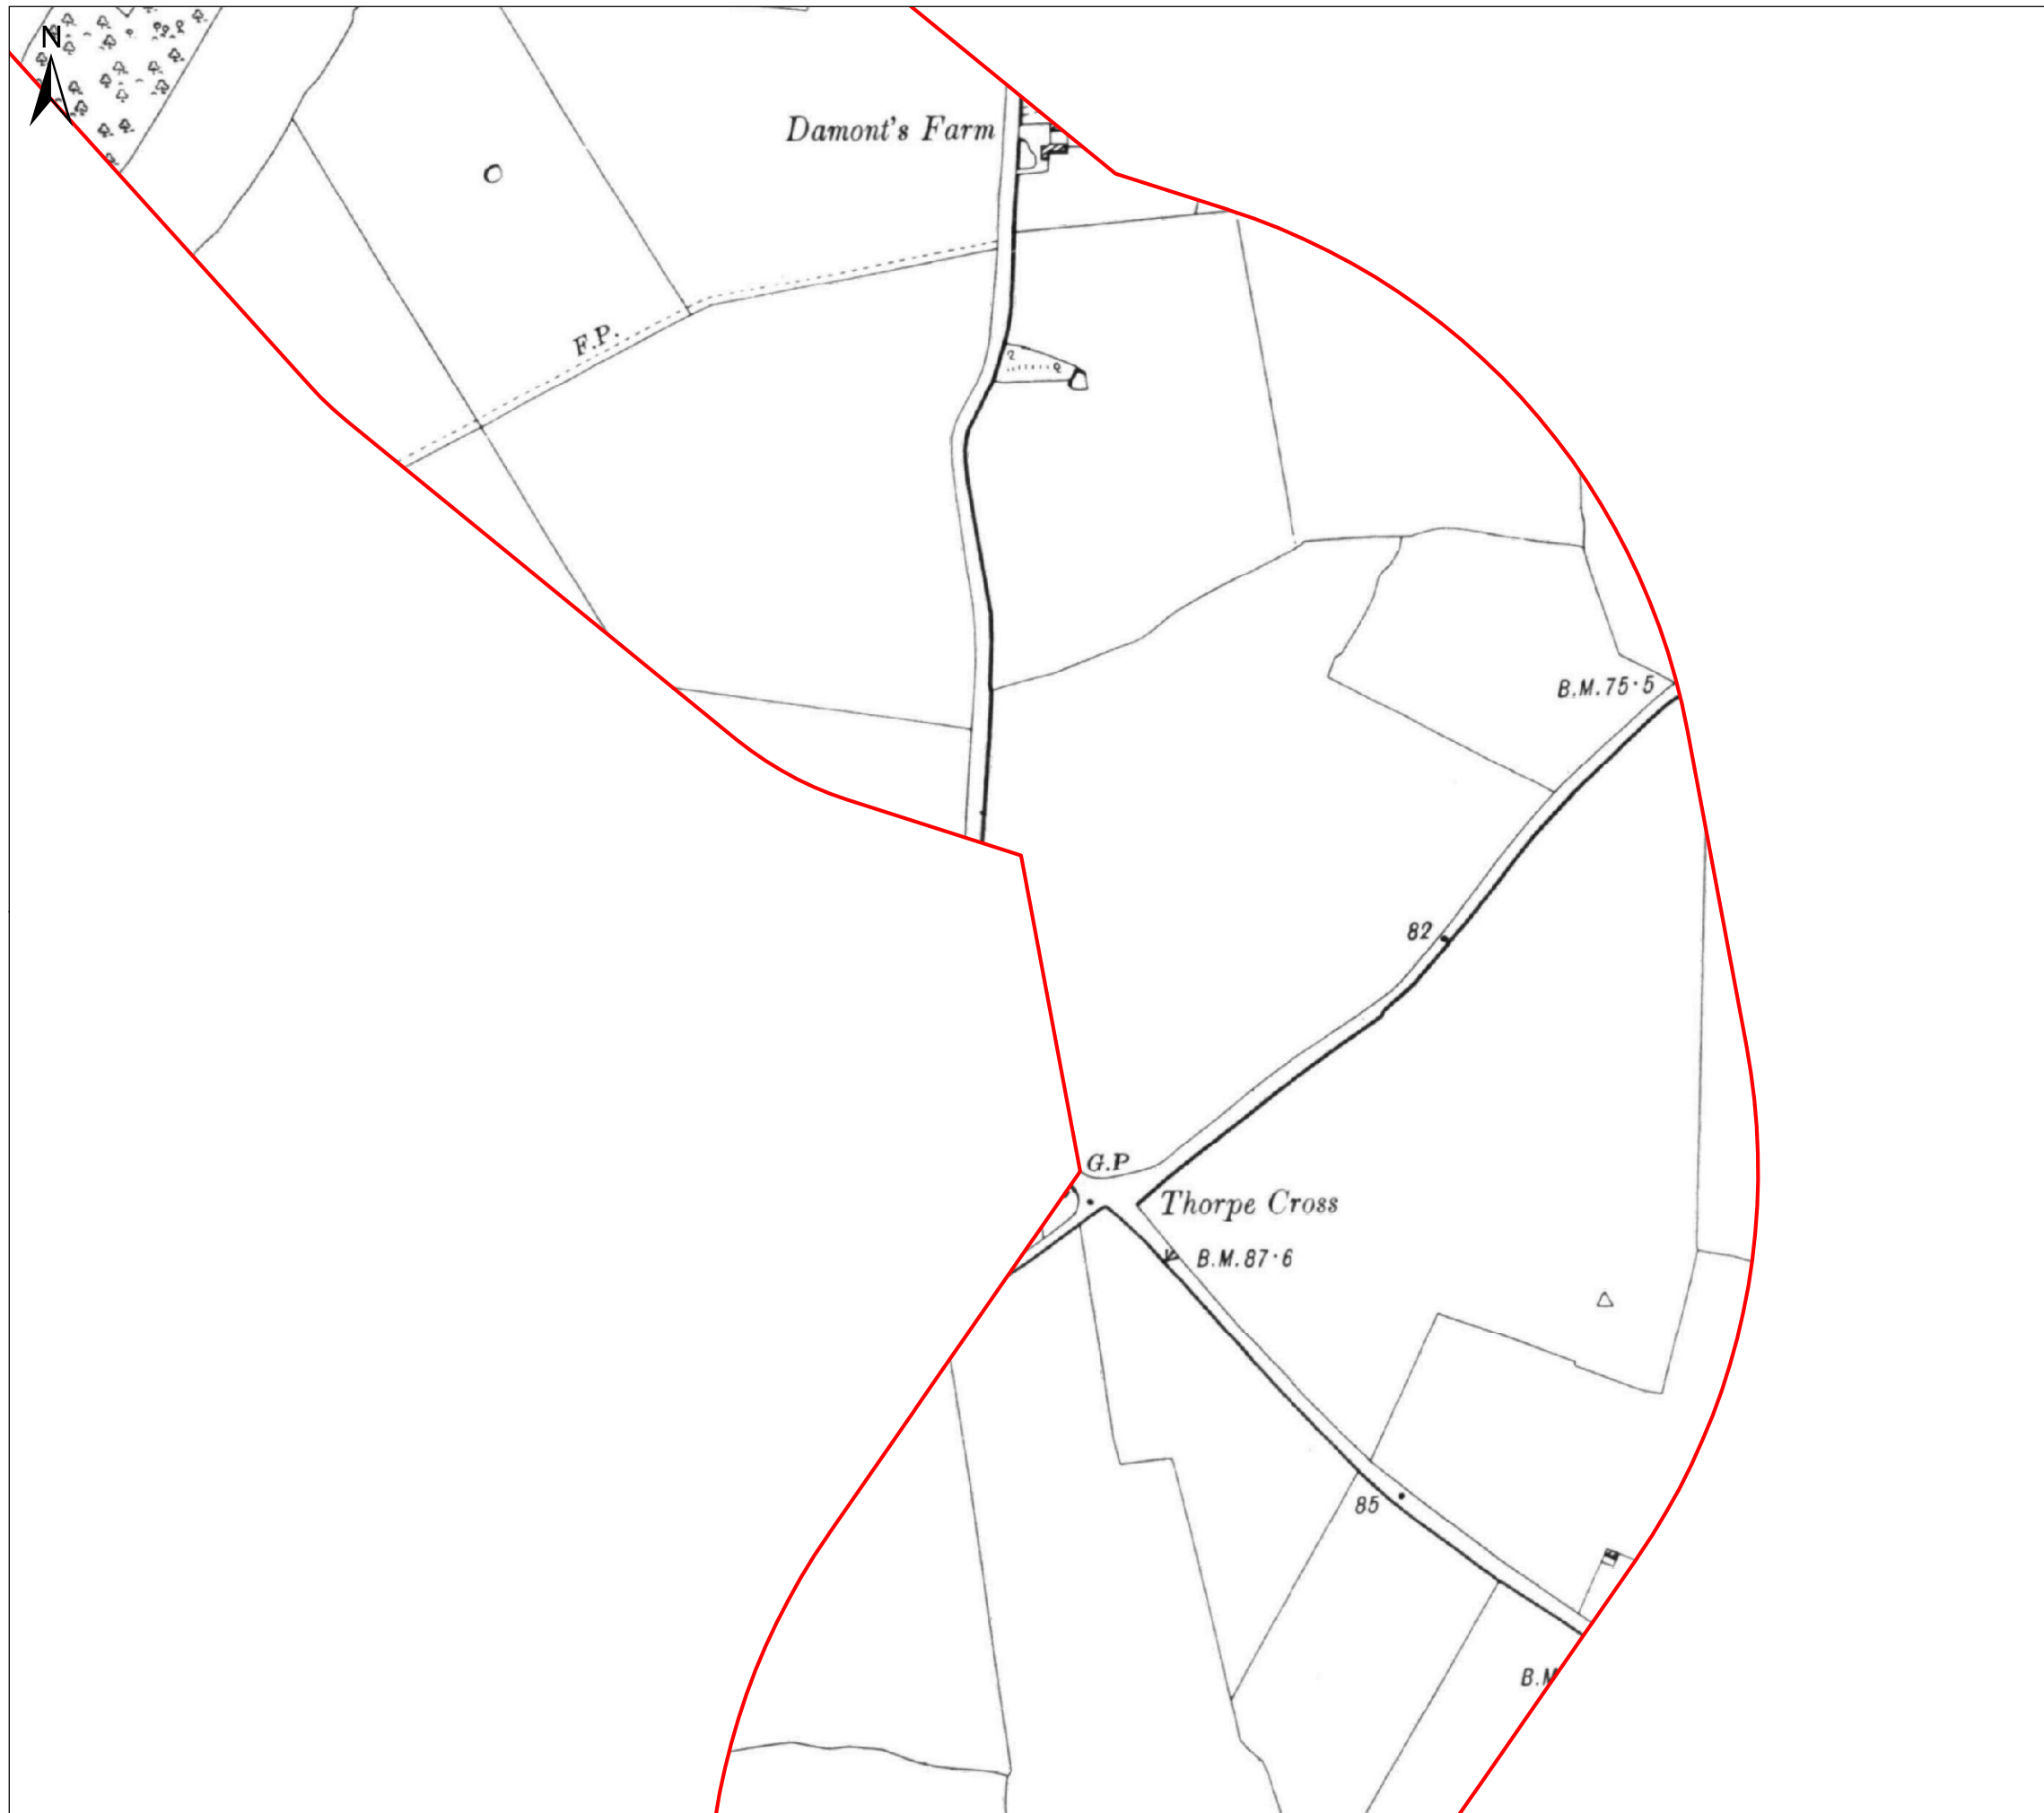 N
Damont's Farm
F.P.
B.M.75·5
82
G.P
Thorpe Cross
B.M.87·6
85
B.M